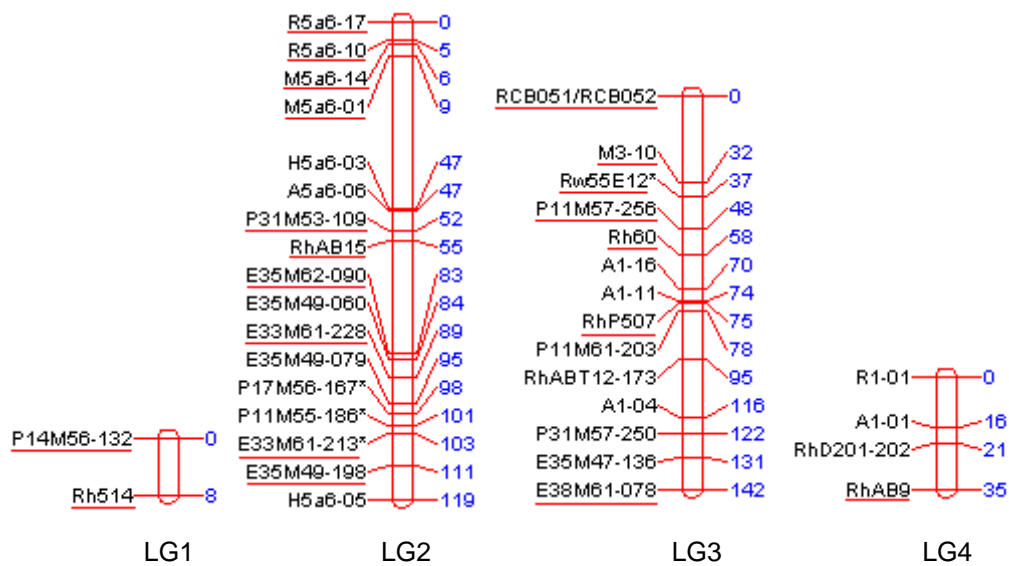 P14M56-132 0
Rh514 8
LG1
R5a6-17 0
R5a6-10 5
M5a6-14 6
M5a6-01 9
H5a6-03 47
A5a6-06 47
P31M53-109 52
RhAB15 55
E35M62-090 83
E35M49-060 84
E33M61-228 89
E35M49-079 95
P17M56-167* 98
P11M55-186* 101
E33M61-213* 103
E35M49-198 111
H5a6-05 119
LG2
RCB051/RCB052 0
M3-10 32
Rw55E12* 37
P11M57-256 48
Rh60 58
A1-16 70
A1-11 74
RhP507 75
P11M61-203 78
RhABT12-173 95
A1-04 116
P31M57-250 122
E35M47-136 131
E38M61-078 142
LG3
R1-01 0
A1-01 16
RhD201-202 21
RhAB9 35
LG4